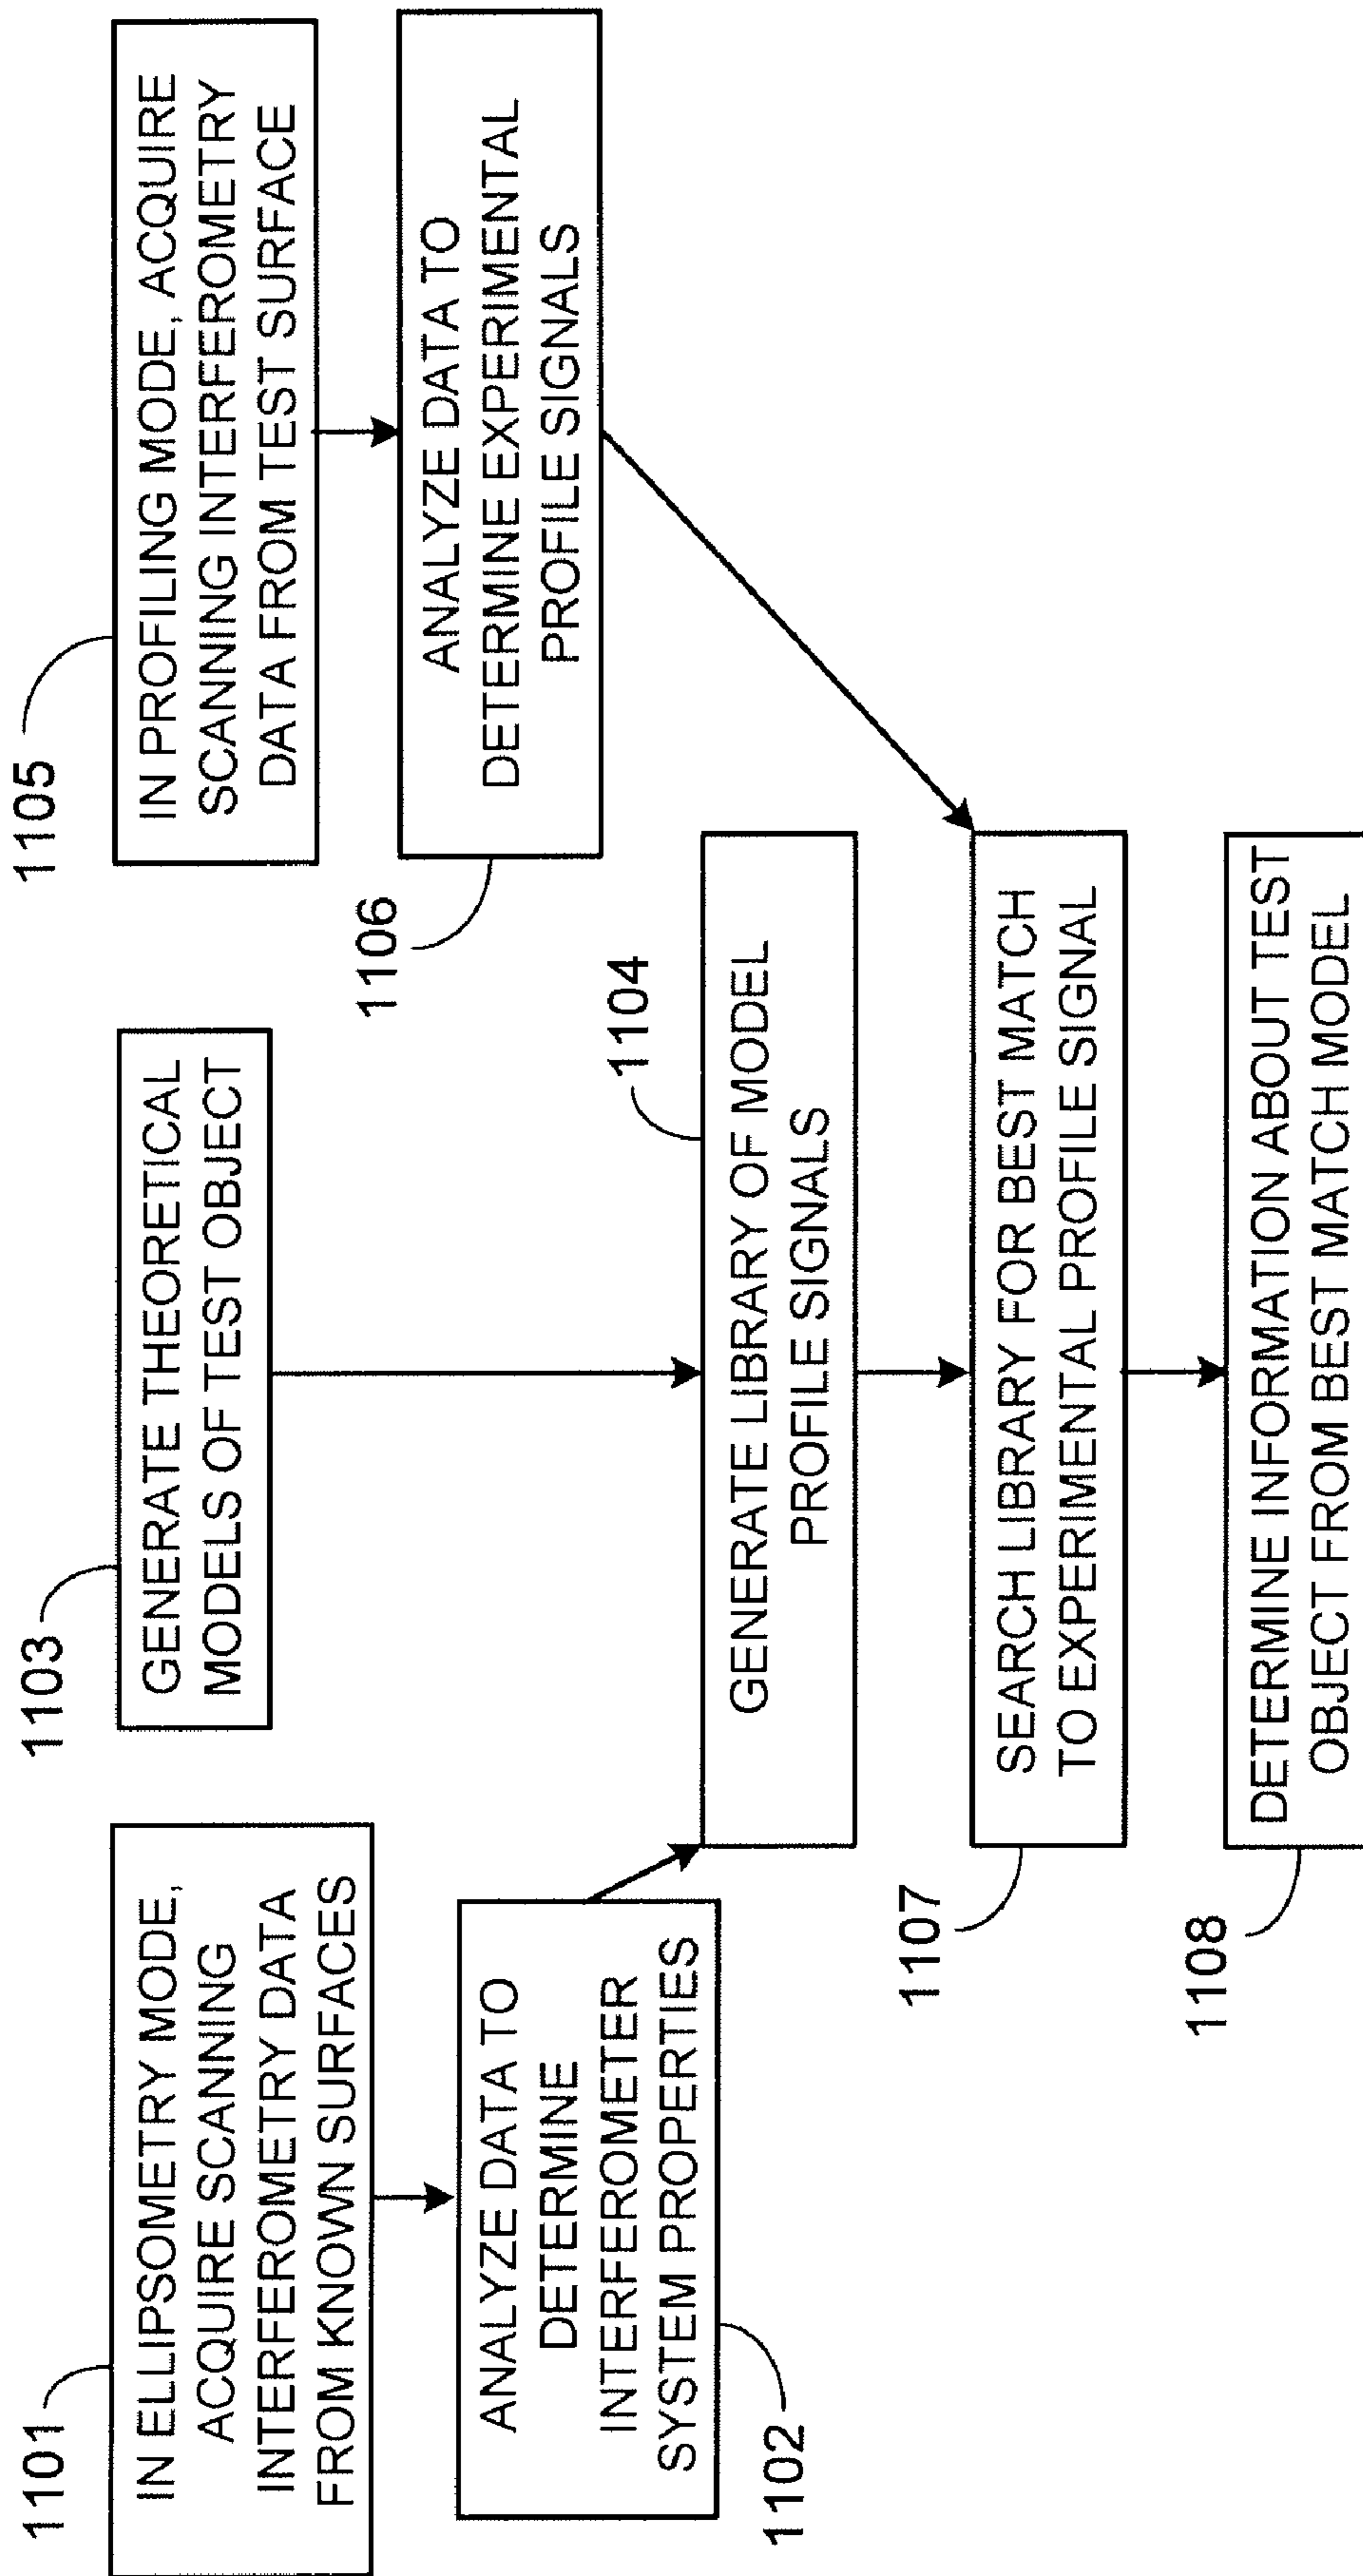 1101
IN ELLIPSOMETRY MODE,
ACQUIRE SCANNING
INTERFEROMETRY DATA
FROM KNOWN SURFACES
1102
ANALYZE DATA TO
DETERMINE
INTERFEROMETER
SYSTEM PROPERTIES
1103
GENERATE THEORETICAL
MODELS OF TEST OBJECT
1104
GENERATE LIBRARY OF MODEL
PROFILE SIGNALS
1105
IN PROFILING MODE, ACQUIRE
SCANNING INTERFEROMETRY
DATA FROM TEST SURFACE
1106
ANALYZE DATA TO
DETERMINE EXPERIMENTAL
PROFILE SIGNALS
1107
SEARCH LIBRARY FOR BEST MATCH
TO EXPERIMENTAL PROFILE SIGNAL
1108
DETERMINE INFORMATION ABOUT TEST
OBJECT FROM BEST MATCH MODEL